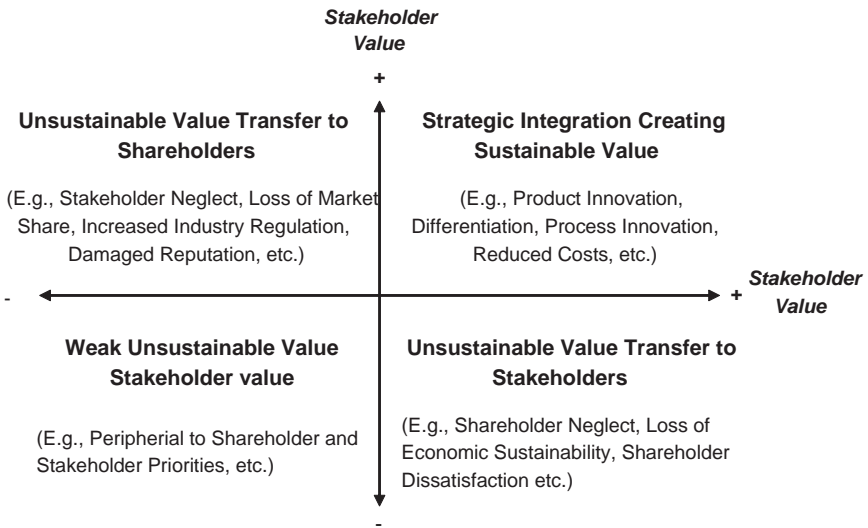 Stakeholder
Value
+
Unsustainable Value Transfer to
Shareholders
(E.g., Stakeholder Neglect, Loss of Market
Share, Increased Industry Regulation,
Damaged Reputation, etc.)
Strategic Integration Creating
Sustainable Value
(E.g., Product Innovation,
Differentiation, Process Innovation,
Reduced Costs, etc.)
-
+
Stakeholder
Value
Weak Unsustainable Value
Stakeholder value
(E.g., Peripherial to Shareholder and
Stakeholder Priorities, etc.)
Unsustainable Value Transfer to
Stakeholders
(E.g., Shareholder Neglect, Loss of
Economic Sustainability, Shareholder
Dissatisfaction etc.)
-